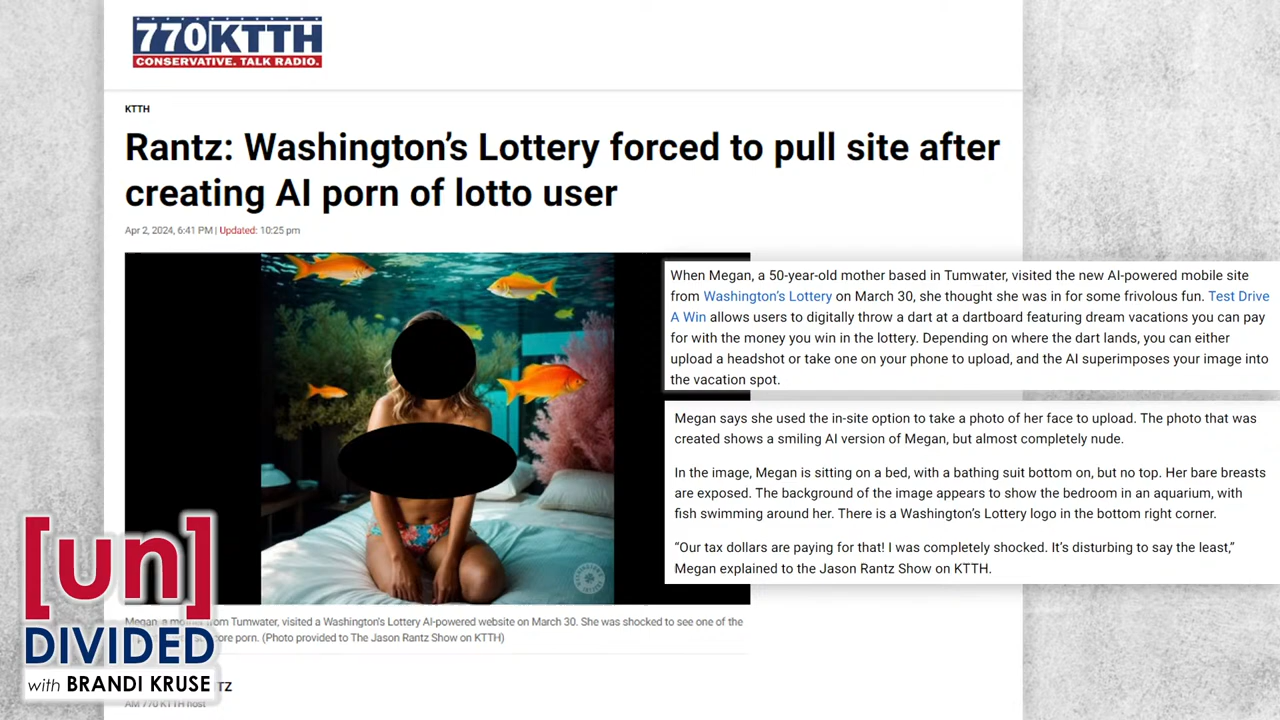 770KTTH
CONSERVATIVE. TALK RADIO.
KTTH
Rantz: Washington's Lottery forced to pull site after
creating AI porn of lotto user
Apr 2, 2024, 6:41 PM | Updated: 10:25 pm
When Megan, a 50-year-old mother based in Tumwater, visited the new AI-powered mobile site
from Washington's Lottery on March 30, she thought she was in for some frivolous fun. Test Drive
A Win allows users to digitally throw a dart at a dartboard featuring dream vacations you can pay
for with the money you win in the lottery. Depending on where the dart lands, you can either
upload a headshot or take one on your phone to upload, and the AI superimposes your image into
the vacation spot.
Megan says she used the in-site option to take a photo of her face to upload. The photo that was
created shows a smiling AI version of Megan, but almost completely nude.
In the image, Megan is sitting on a bed, with a bathing suit bottom on, but no top. Her bare breasts
are exposed. The background of the image appears to show the bedroom in an aquarium, with
fish swimming around her. There is a Washington's Lottery logo in the bottom right corner.
“Our tax dollars are paying for that! I was completely shocked. It's disturbing to say the least,”
Megan explained to the Jason Rantz Show on KTTH.
Megan, a mother from Tumwater, visited a Washington's Lottery AI-powered website on March 30. She was shocked to see one of the
core porn. (Photo provided to The Jason Rantz Show on KTTH)
[un]
DIVIDED
with BRANDI KRUSE
TZ
AM 770 KTTH host